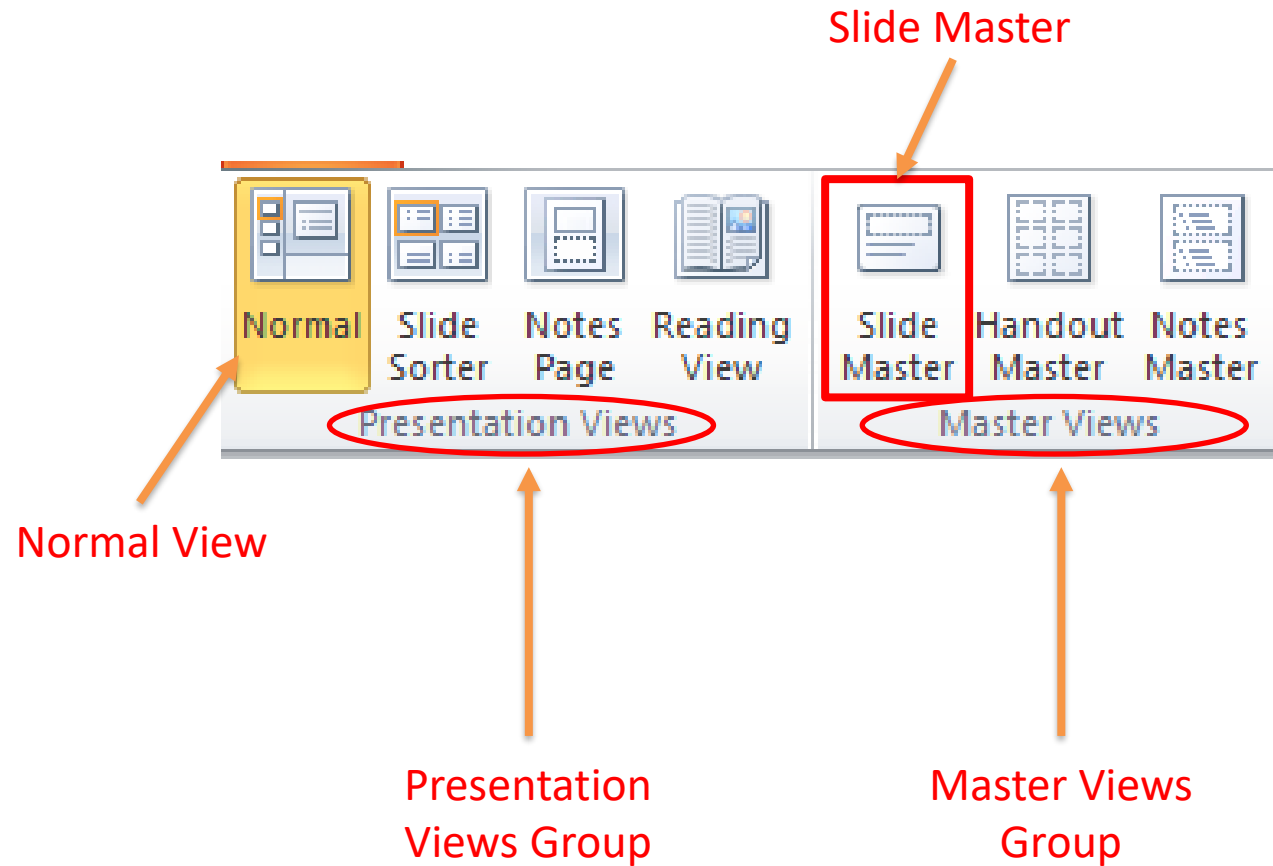 Slide Master
Normal Slide Notes Reading Slide Handout Notes
Sorter Page View Master Master Master
Presentation Views Master Views
Normal View
Presentation Master Views
Views Group Group